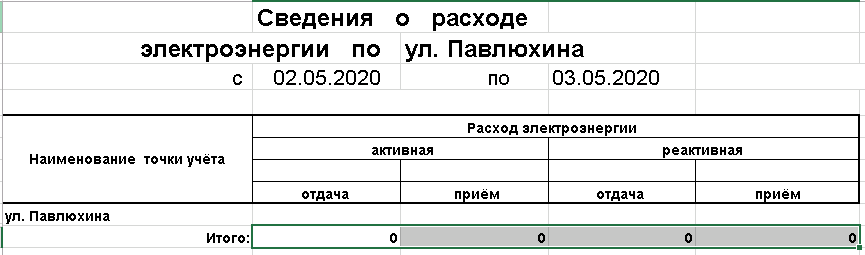 Сведения о расходе
электроэнергии по ул. Павлюхина
с 02.05.2020 по 03.05.2020
Наименование точки учёта
Расход электроэнергии
активная реактивная
отдача приём отдача приём
ул. Павлюхина
Итого: 0 0 0 0